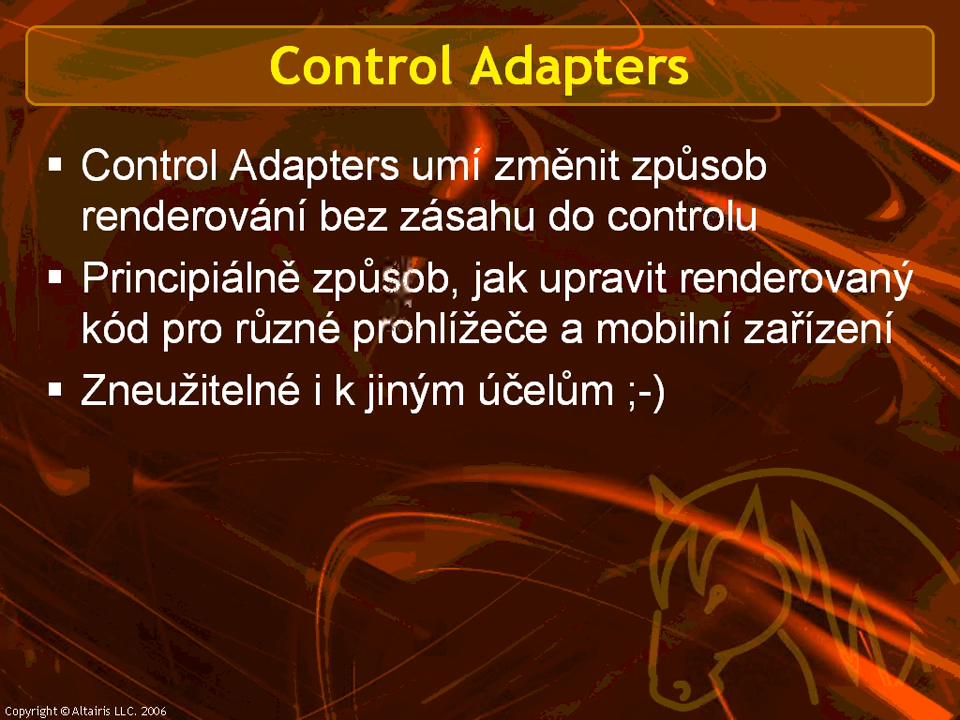 Control Adapters
▪ Control Adapters umí změnit způsob
renderování bez zásahu do controlu
▪ Principiálně způsob, jak upravit renderovaný
kód pro různé prohlížeče a mobilní zařízení
▪ Zneužitelné i k jiným účelům ;-)
Copyright © Altairis LLC. 2006